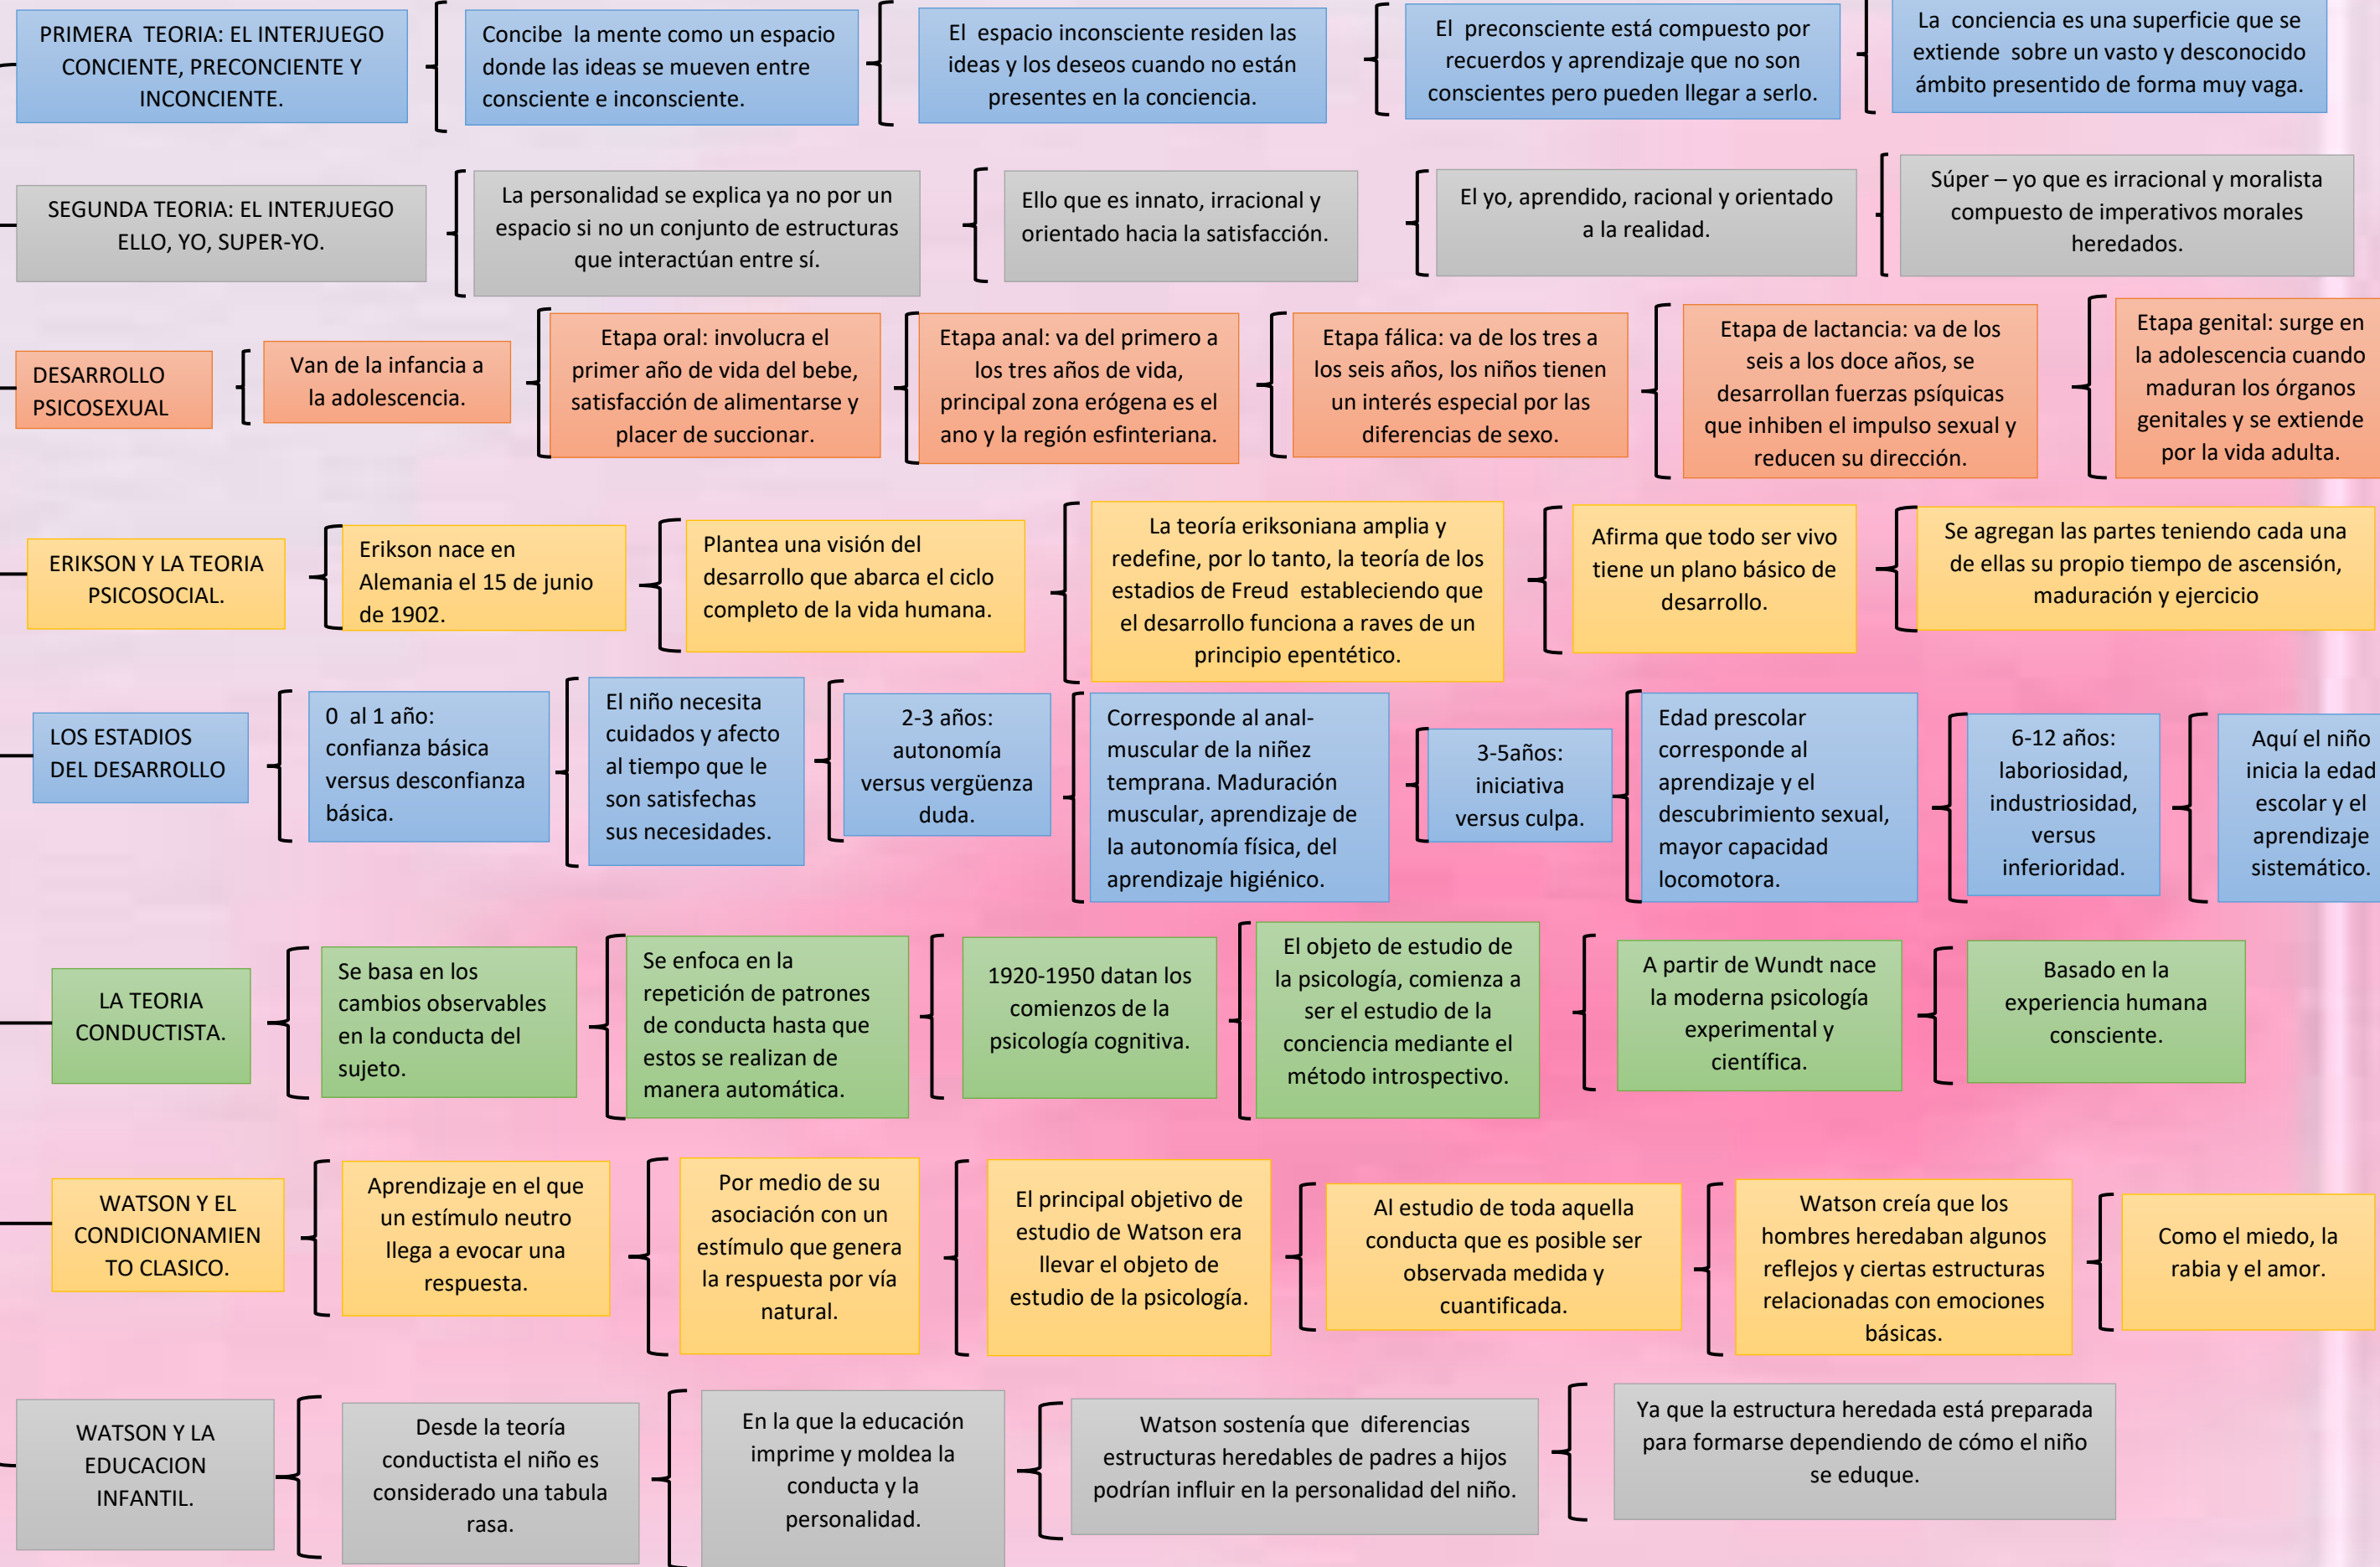 PRIMERA TEORIA: EL INTERJUEGO
CONCIENTE, PRECONCIENTE Y
INCONCIENTE.
Concibe la mente como un espacio
donde las ideas se mueven entre
consciente e inconsciente.
El espacio inconsciente residen las
ideas y los deseos cuando no están
presentes en la conciencia.
El preconsciente está compuesto por
recuerdos y aprendizaje que no son
conscientes pero pueden llegar a serlo.
La conciencia es una superficie que se
extiende sobre un vasto y desconocido
ámbito presentido de forma muy vaga.
SEGUNDA TEORIA: EL INTERJUEGO
ELLO, YO, SUPER-YO.
La personalidad se explica ya no por un
espacio si no un conjunto de estructuras
que interactúan entre sí.
Ello que es innato, irracional y
orientado hacia la satisfacción.
El yo, aprendido, racional y orientado
a la realidad.
Súper – yo que es irracional y moralista
compuesto de imperativos morales
heredados.
DESARROLLO
PSICOSEXUAL
Van de la infancia a
la adolescencia.
Etapa oral: involucra el
primer año de vida del bebe,
satisfacción de alimentarse y
placer de succionar.
Etapa anal: va del primero a
los tres años de vida,
principal zona erógena es el
ano y la región esfinteriana.
Etapa fálica: va de los tres a
los seis años, los niños tienen
un interés especial por las
diferencias de sexo.
Etapa de lactancia: va de los
seis a los doce años, se
desarrollan fuerzas psíquicas
que inhiben el impulso sexual y
reducen su dirección.
Etapa genital: surge en
la adolescencia cuando
maduran los órganos
genitales y se extiende
por la vida adulta.
ERIKSON Y LA TEORIA
PSICOSOCIAL.
Erikson nace en
Alemania el 15 de junio
de 1902.
Plantea una visión del
desarrollo que abarca el ciclo
completo de la vida humana.
La teoría eriksoniana amplia y
redefine, por lo tanto, la teoría de los
estadios de Freud estableciendo que
el desarrollo funciona a raves de un
principio epentético.
Afirma que todo ser vivo
tiene un plano básico de
desarrollo.
Se agregan las partes teniendo cada una
de ellas su propio tiempo de ascensión,
maduración y ejercicio
LOS ESTADIOS
DEL DESARROLLO
0 al 1 año:
confianza básica
versus desconfianza
básica.
El niño necesita
cuidados y afecto
al tiempo que le
son satisfechas
sus necesidades.
2-3 años:
autonomía
versus vergüenza
duda.
Corresponde al anal-
muscular de la niñez
temprana. Maduración
muscular, aprendizaje de
la autonomía física, del
aprendizaje higiénico.
3-5años:
iniciativa
versus culpa.
Edad prescolar
corresponde al
aprendizaje y el
descubrimiento sexual,
mayor capacidad
locomotora.
6-12 años:
laboriosidad,
industriosidad,
versus
inferioridad.
Aquí el niño
inicia la edad
escolar y el
aprendizaje
sistemático.
LA TEORIA
CONDUCTISTA.
Se basa en los
cambios observables
en la conducta del
sujeto.
Se enfoca en la
repetición de patrones
de conducta hasta que
estos se realizan de
manera automática.
1920-1950 datan los
comienzos de la
psicología cognitiva.
El objeto de estudio de
la psicología, comienza a
ser el estudio de la
conciencia mediante el
método introspectivo.
A partir de Wundt nace
la moderna psicología
experimental y
científica.
Basado en la
experiencia humana
consciente.
WATSON Y EL
CONDICIONAMIEN
TO CLASICO.
Aprendizaje en el que
un estímulo neutro
llega a evocar una
respuesta.
Por medio de su
asociación con un
estímulo que genera
la respuesta por vía
natural.
El principal objetivo de
estudio de Watson era
llevar el objeto de
estudio de la psicología.
Al estudio de toda aquella
conducta que es posible ser
observada medida y
cuantificada.
Watson creía que los
hombres heredaban algunos
reflejos y ciertas estructuras
relacionadas con emociones
básicas.
Como el miedo, la
rabia y el amor.
WATSON Y LA
EDUCACION
INFANTIL.
Desde la teoría
conductista el niño es
considerado una tabula
rasa.
En la que la educación
imprime y moldea la
conducta y la
personalidad.
Watson sostenía que diferencias
estructuras heredables de padres a hijos
podrían influir en la personalidad del niño.
Ya que la estructura heredada está preparada
para formarse dependiendo de cómo el niño
se eduque.